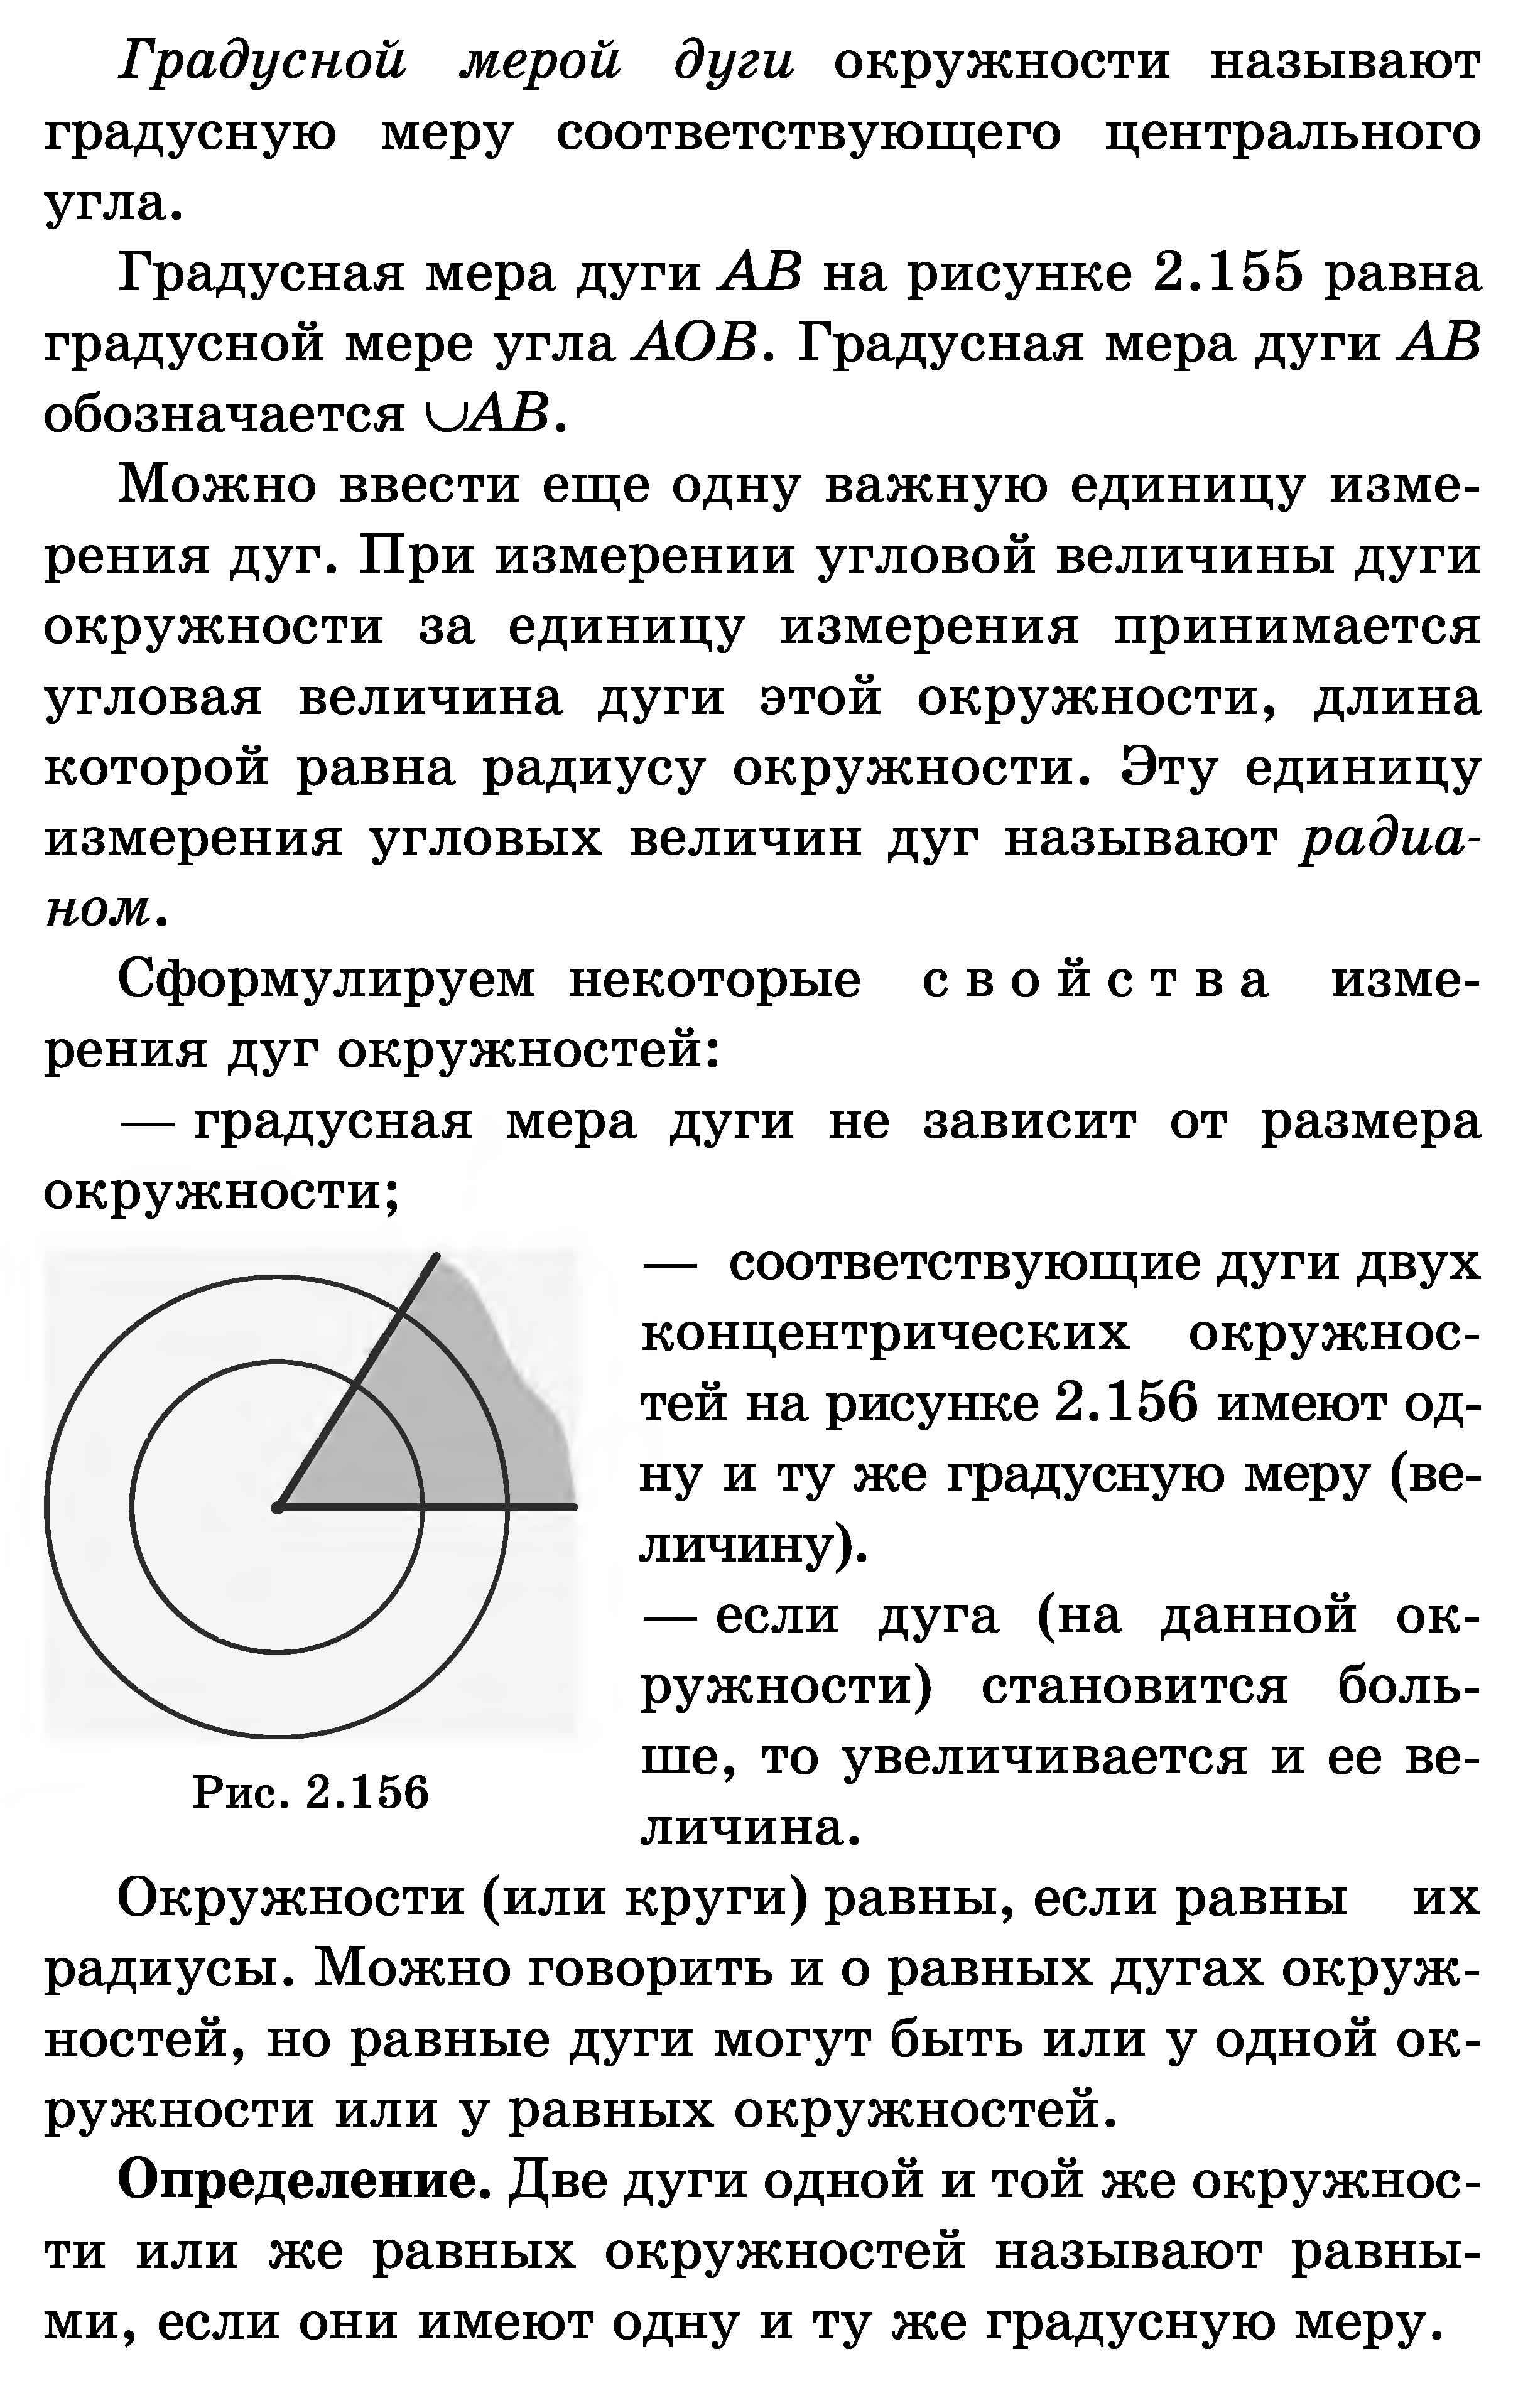 Градусной мерой дуги окружности называют
градусную меру соответствующего центрального
угла.
Градусная мера дуги AB на рисунке 2.155 равна
градусной мере угла AOB. Градусная мера дуги AB
обозначается ∪AB.
Можно ввести еще одну важную единицу изме-
рения дуг. При измерении угловой величины дуги
окружности за единицу измерения принимается
угловая величина дуги этой окружности, длина
которой равна радиусу окружности. Эту единицу
измерения угловых величин дуг называют радиа-
ном.
Сформулируем некоторые свойства изме-
рения дуг окружностей:
— градусная мера дуги не зависит от размера
окружности;
— соответствующие дуги двух
концентрических окружнос-
тей на рисунке 2.156 имеют од-
ну и ту же градусную меру (ве-
личину).
— если дуга (на данной ок-
ружности) становится боль-
ше, то увеличивается и ее ве-
личина.
Рис. 2.156
Окружности (или круги) равны, если равны их
радиусы. Можно говорить и о равных дугах окруж-
ностей, но равные дуги могут быть или у одной ок-
ружности или у равных окружностей.
Определение. Две дуги одной и той же окружнос-
ти или же равных окружностей называют равны-
ми, если они имеют одну и ту же градусную меру.